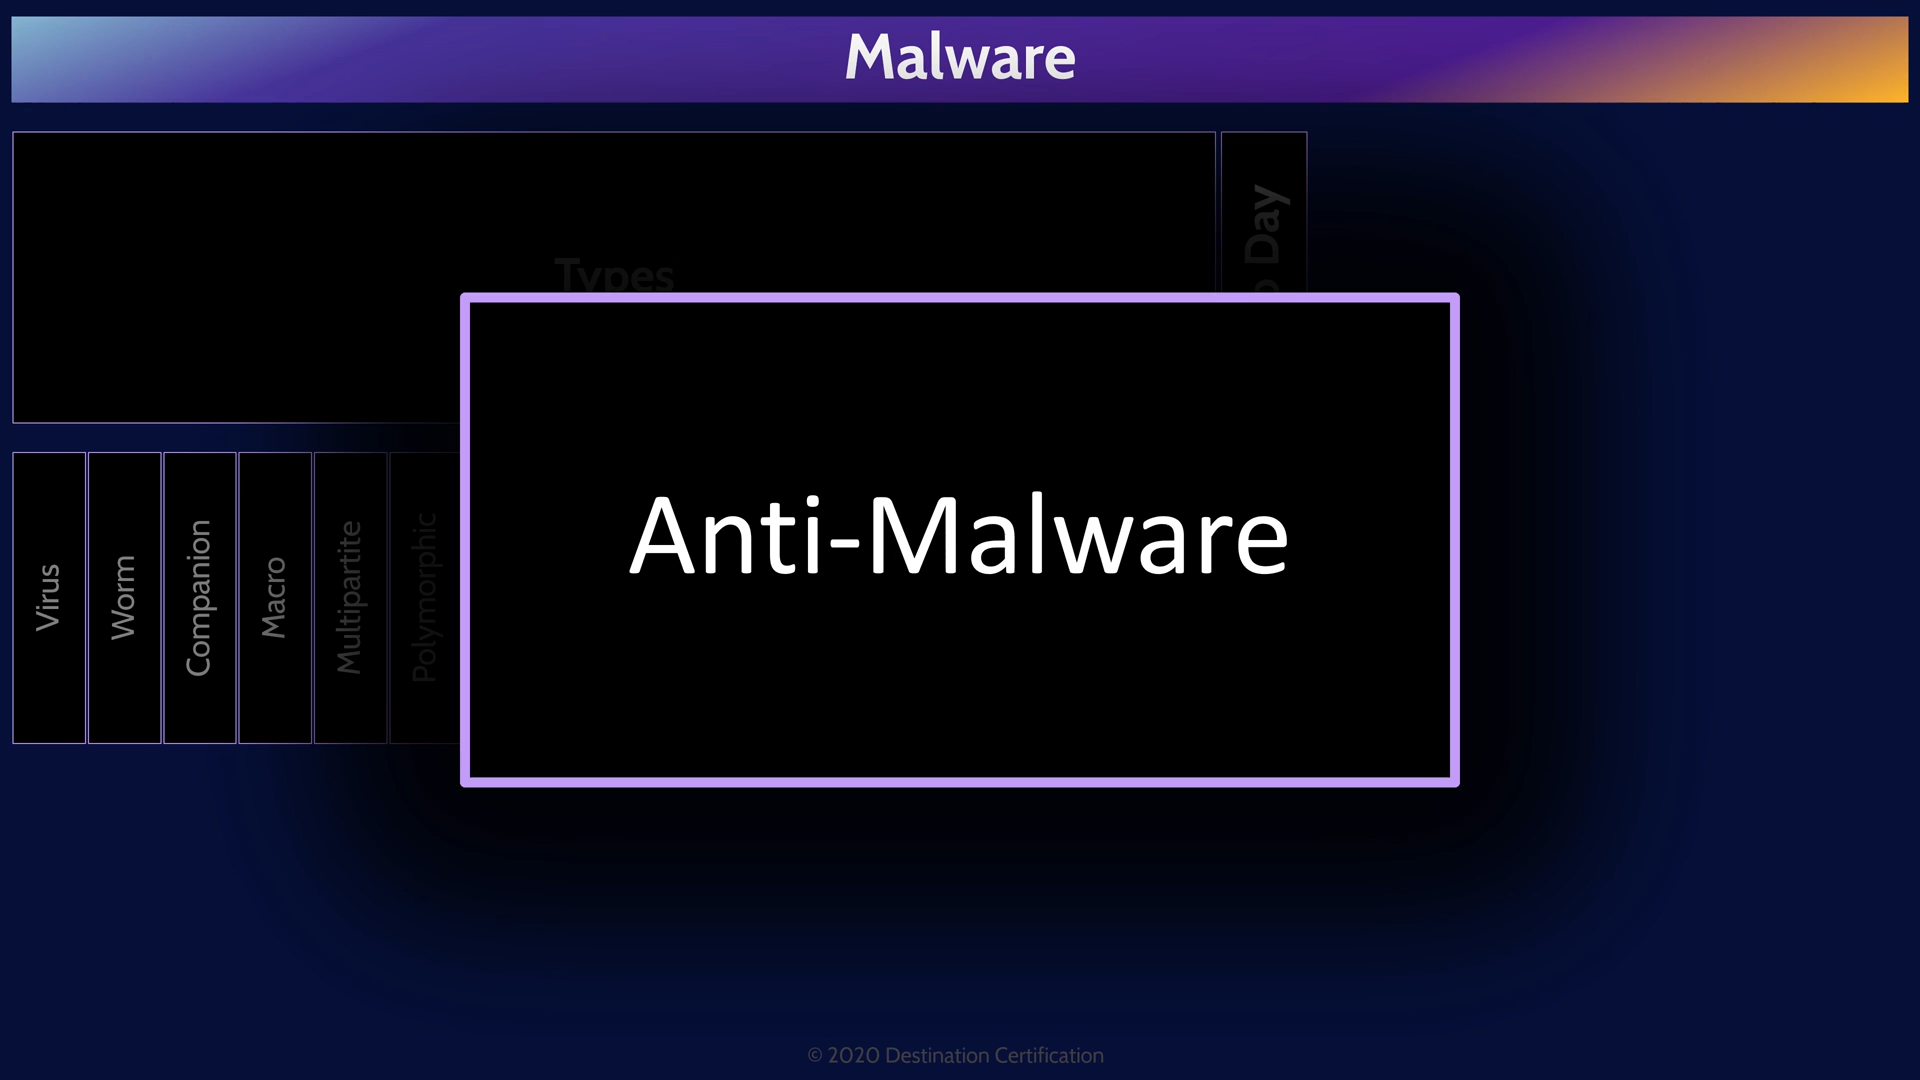 Malware
Types
Day
Anti-Malware
Virus
Worm
Companion
Macro
Multipartite
Polymorphic
© 2020 Destination Certification